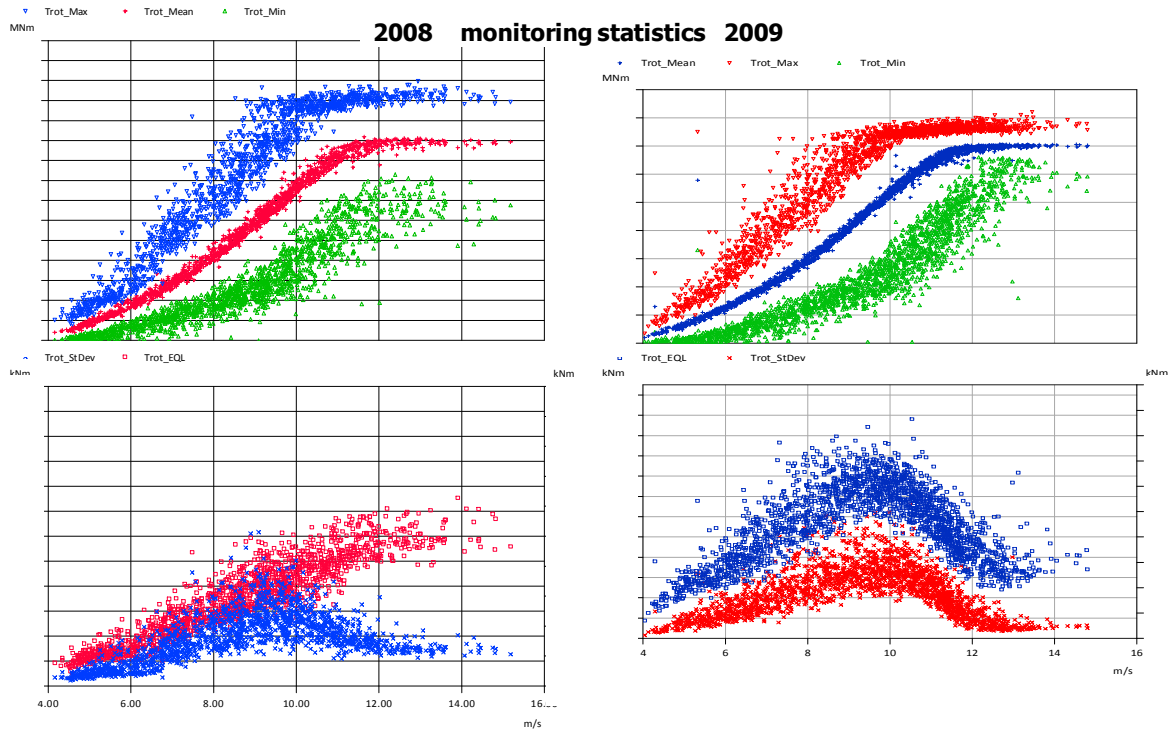 2008 monitoring statistics 2009
Trot_Max Trot_Mean Trot_Min
MNm
Trot_StDev Trot_EQL
kNm kNm
4.00 6.00 8.00 10.00 12.00 14.00
m/s
Trot_Mean Trot_Max Trot_Min
MNm
Trot_EQL Trot_StDev
kNm kNm
4 6 8 10 12 14 16
m/s